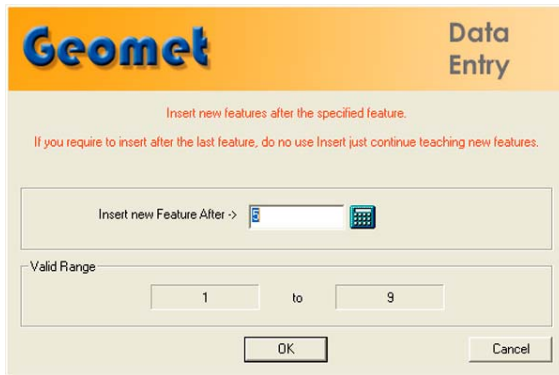 Geomet
Data
Entry
Insert new features after the specified feature.
If you require to insert after the last feature, do no use Insert just continue teaching new features.
Insert new Feature After -> 5
Valid Range
1 to 9
OK Cancel